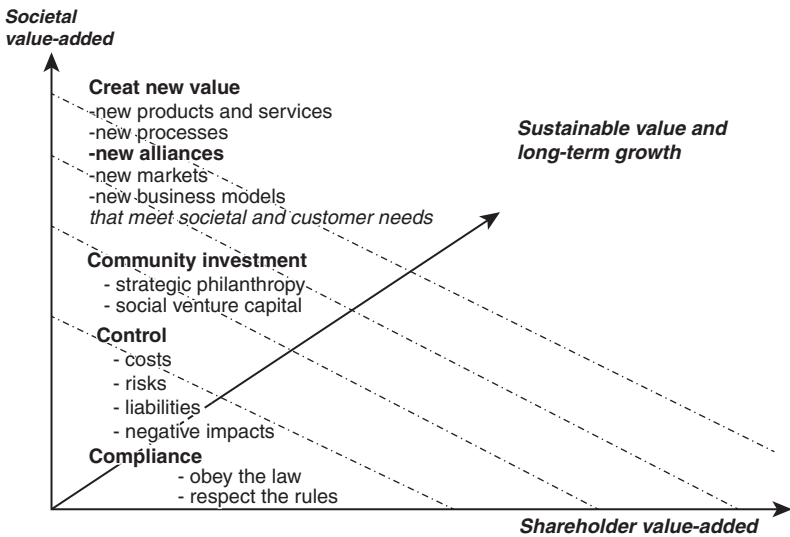 Societal
value-added
Creat new value
-new products and services
-new processes
-new alliances
-new markets
-new business models
that meet societal and customer needs
Sustainable value and
long-term growth
Community investment
- strategic philanthropy
- social venture capital
Control
- costs
- risks
- liabilities
- negative impacts
Compliance
- obey the law
- respect the rules
Shareholder value-added